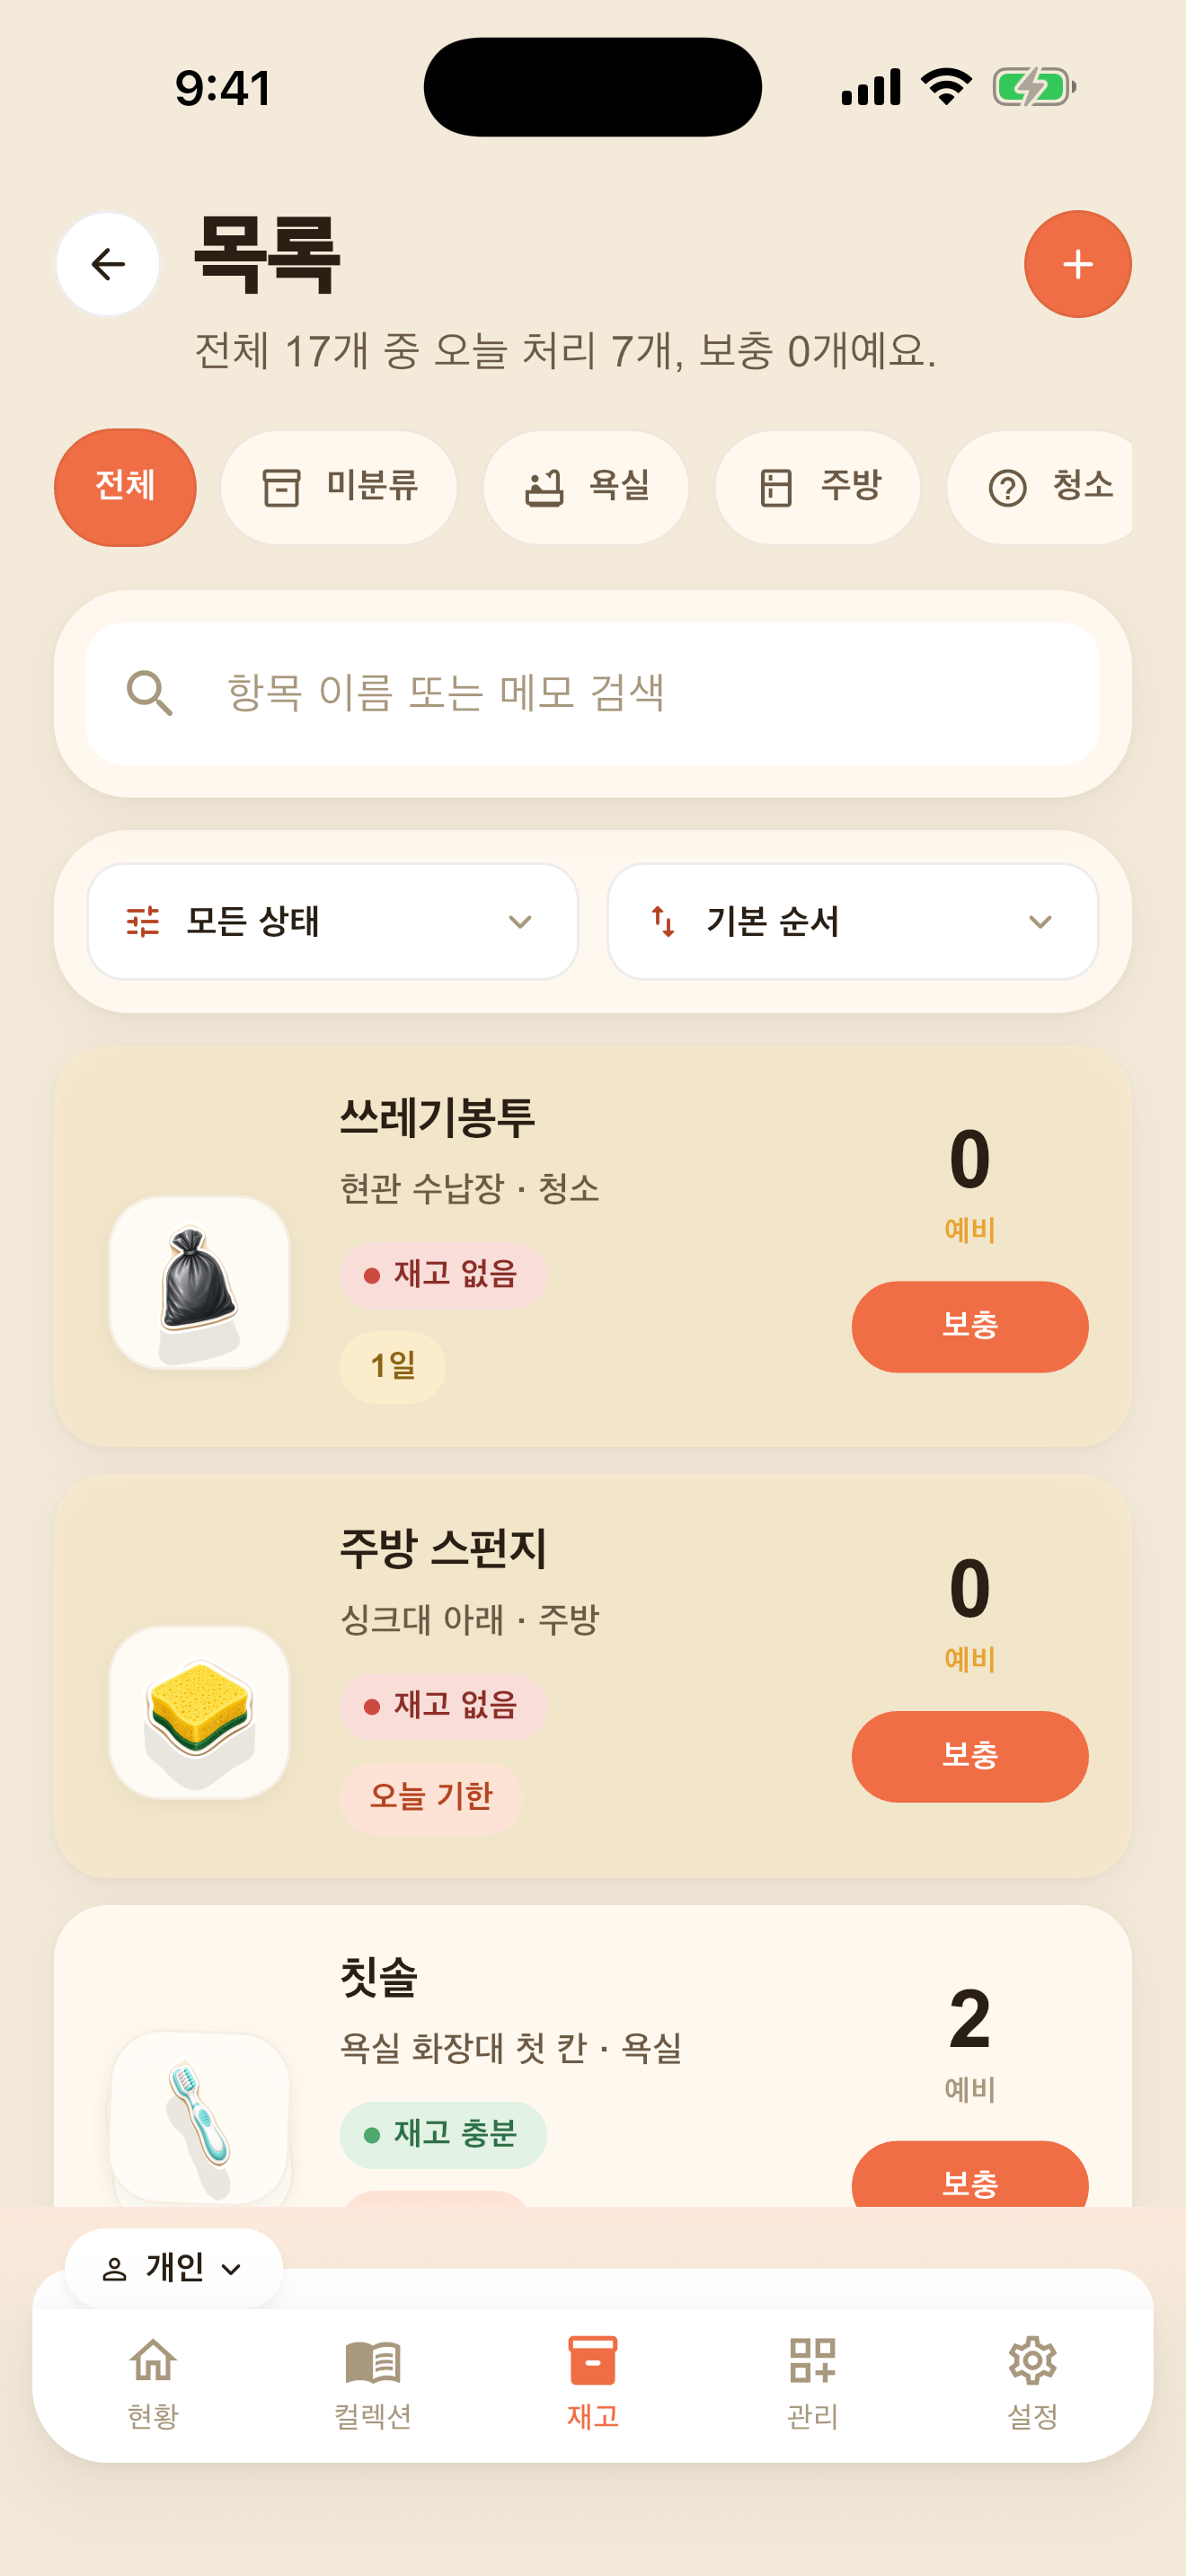 9:41
목록
전체 17개 중 오늘 처리 7개, 보충 0개예요.
전체 미분류 욕실 주방 청소
항목 이름 또는 메모 검색
모든 상태 기본 순서
쓰레기봉투
현관 수납장 · 청소
재고 없음
1일
0
예비
보충
주방 스펀지
싱크대 아래 · 주방
재고 없음
오늘 기한
0
예비
보충
칫솔
욕실 화장대 첫 칸 · 욕실
재고 충분
2
예비
보충
개인
현황 컬렉션 재고 관리 설정